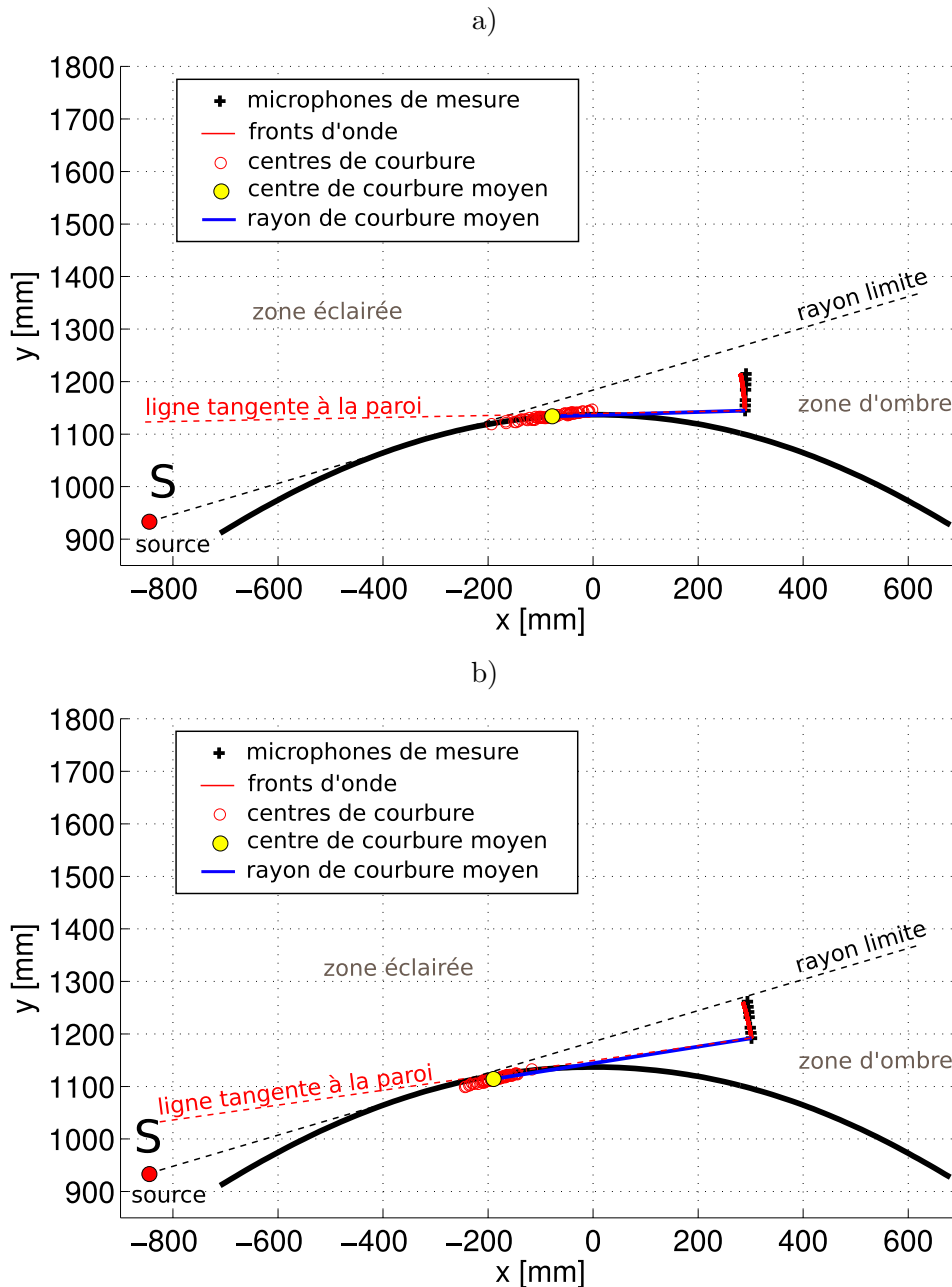 a)
1800
1700
1600
1500
1400
1300
1200
1100
1000
900
y [mm]
microphones de mesure
fronts d'onde
centres de courbure
centre de courbure moyen
rayon de courbure moyen
zone éclairée
rayon limite
ligne tangente à la paroi
zone d'ombre
S
source
−800 −600 −400 −200 0 200 400 600
x [mm]
b)
1800
1700
1600
1500
1400
1300
1200
1100
1000
900
y [mm]
microphones de mesure
fronts d'onde
centres de courbure
centre de courbure moyen
rayon de courbure moyen
zone éclairée
rayon limite
ligne tangente à la paroi
zone d'ombre
S
source
−800 −600 −400 −200 0 200 400 600
x [mm]